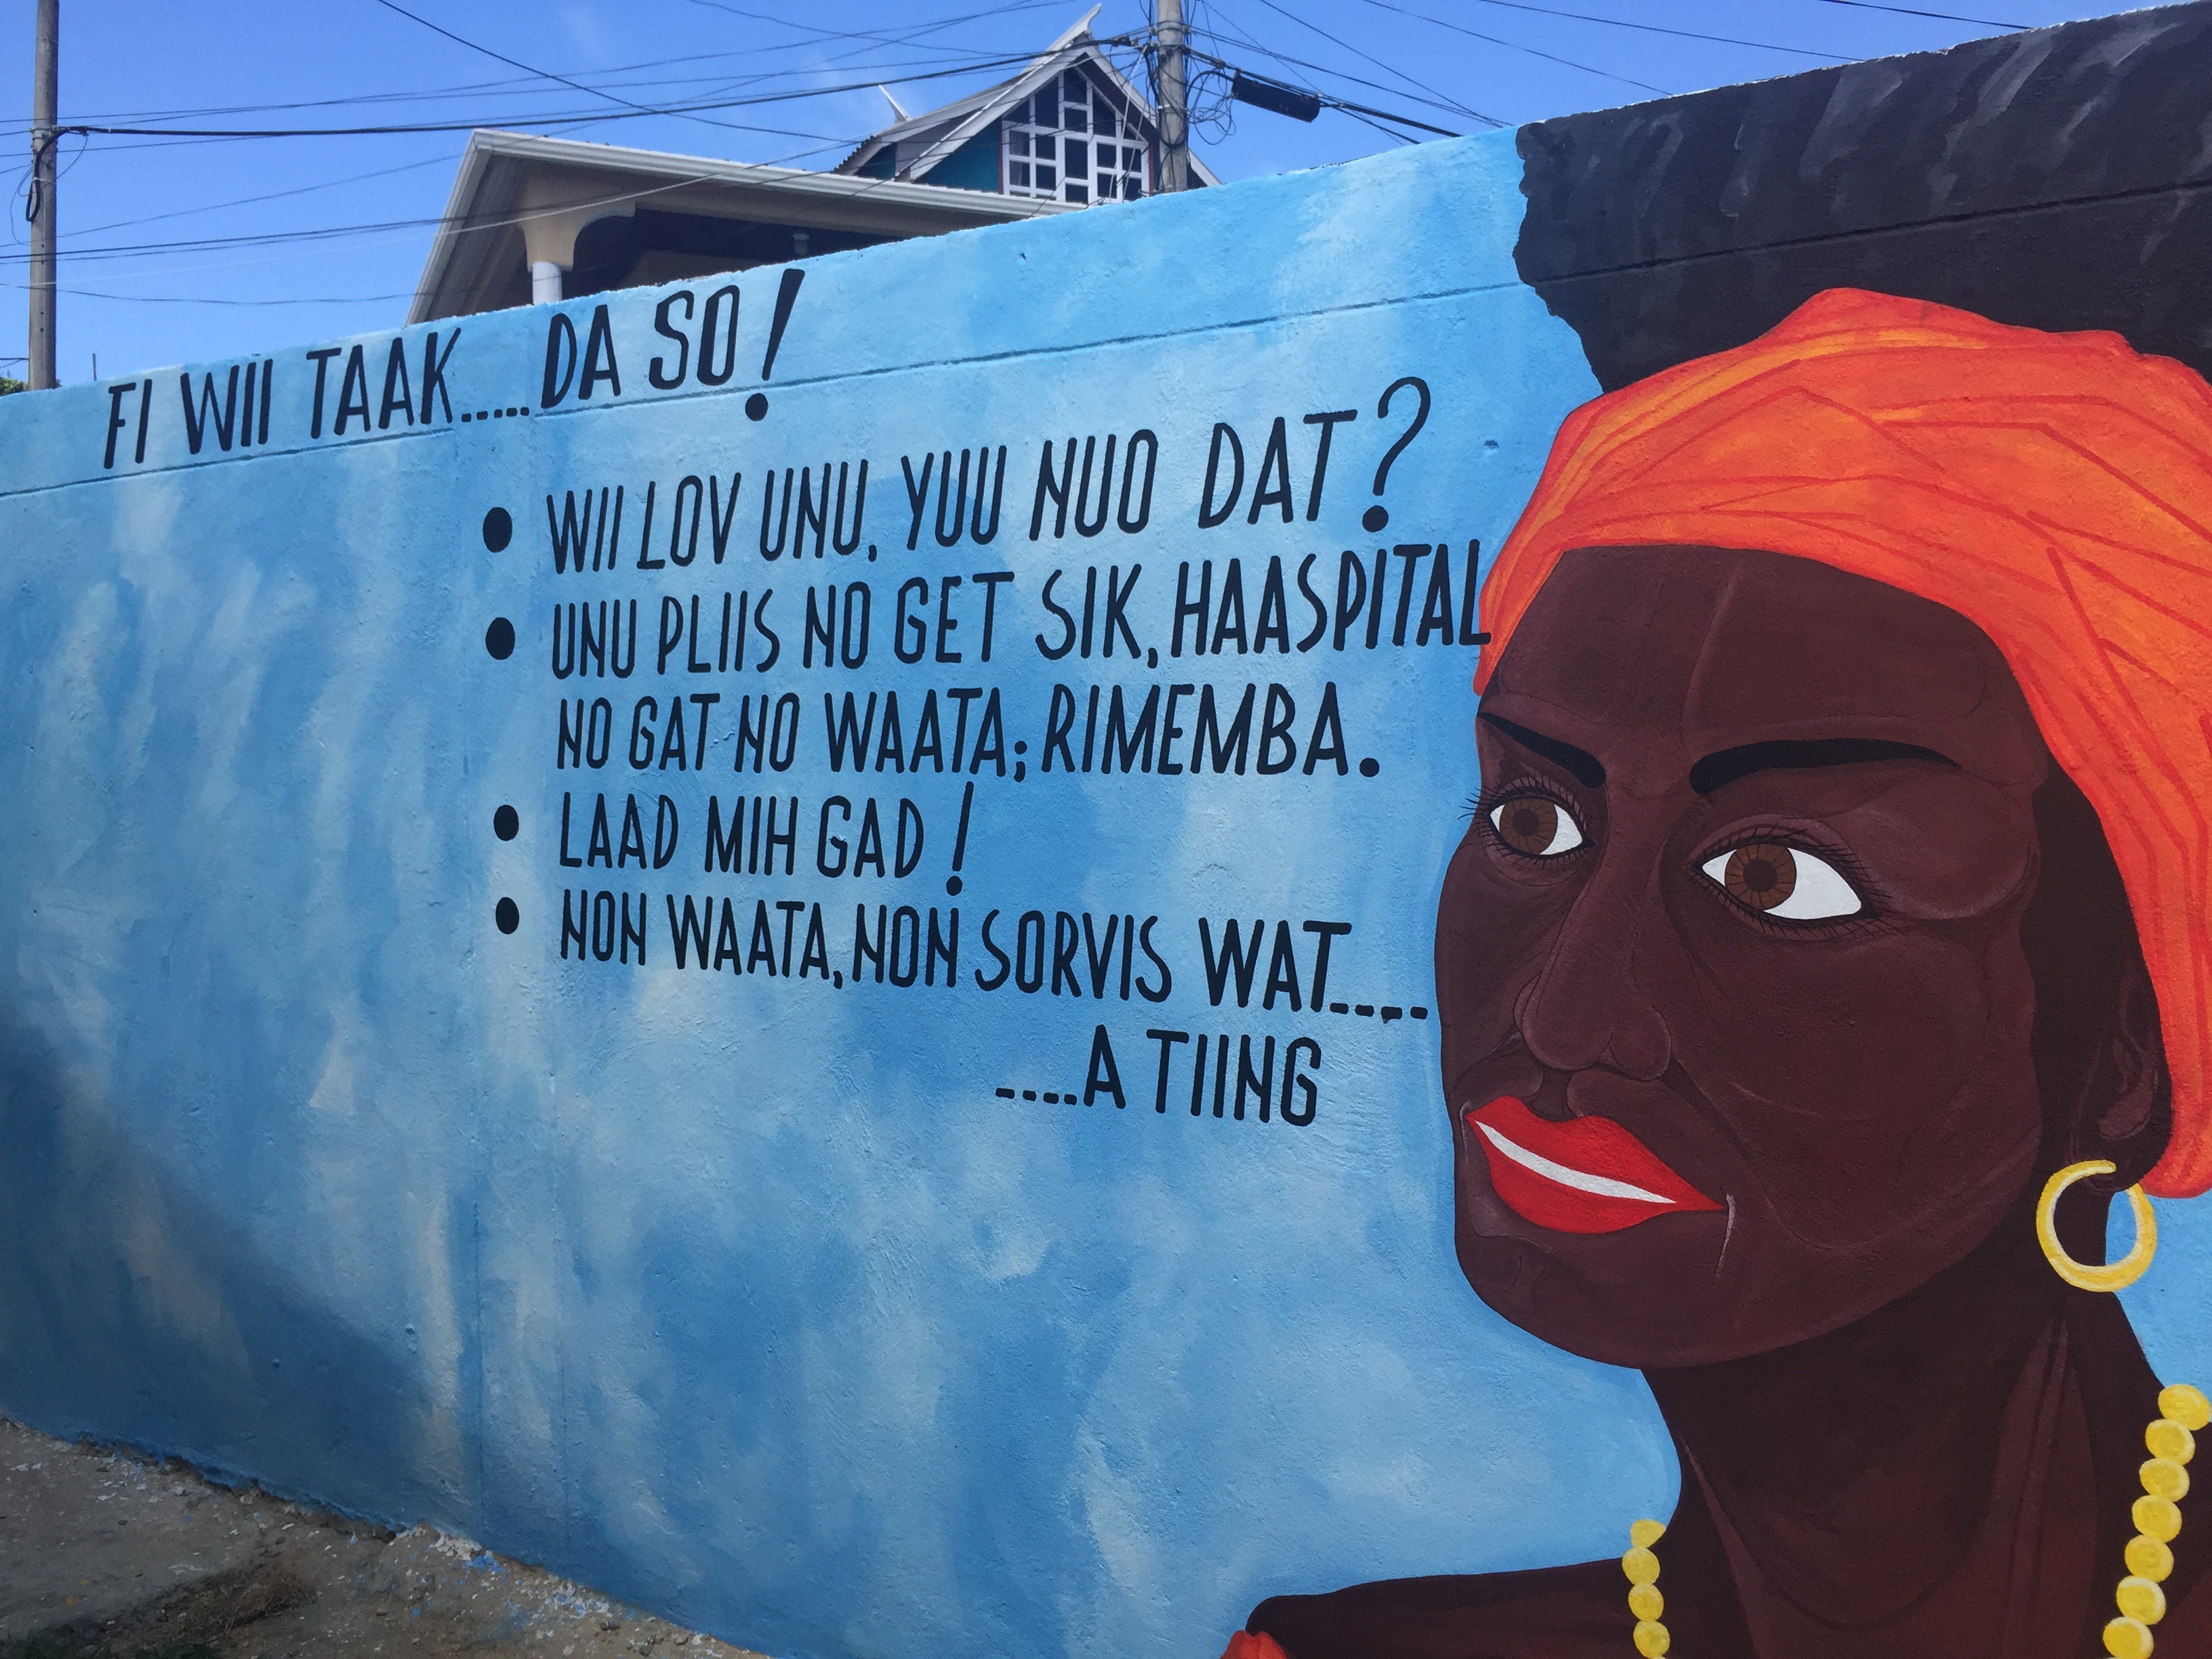 FI WII TAAK..... DA SO!
• WII LOV UNU, YUU NUO DAT?
• UNU PLIIS NO GET SIK, HAASPITAL
NO GAT NO WAATA; RIMEMBA.
• LAAD MIH GAD!
• NON WAATA, NON SORVIS WAT....
....A TIING